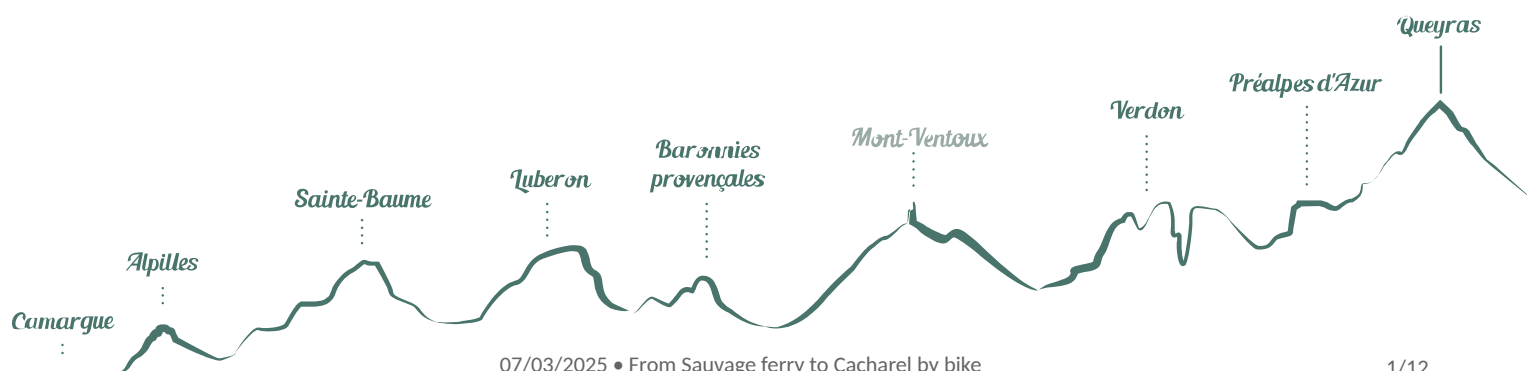 Queyras
Préalpes d'Azur
Verdon
Mont-Ventoux
Baronnies
provençales
Luberon
Sainte-Baume
Alpilles
Camargue
07/03/2025 • From Sauvage ferry to Cacharel by bike
1/12